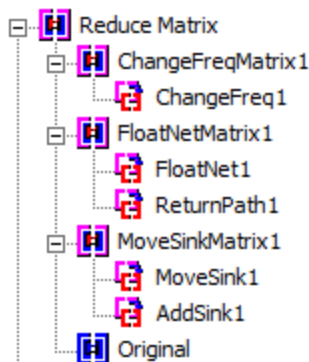 Reduce Matrix
ChangeFreqMatrix1
ChangeFreq1
FloatNetMatrix1
FloatNet1
ReturnPath1
MoveSinkMatrix1
MoveSink1
AddSink1
Original